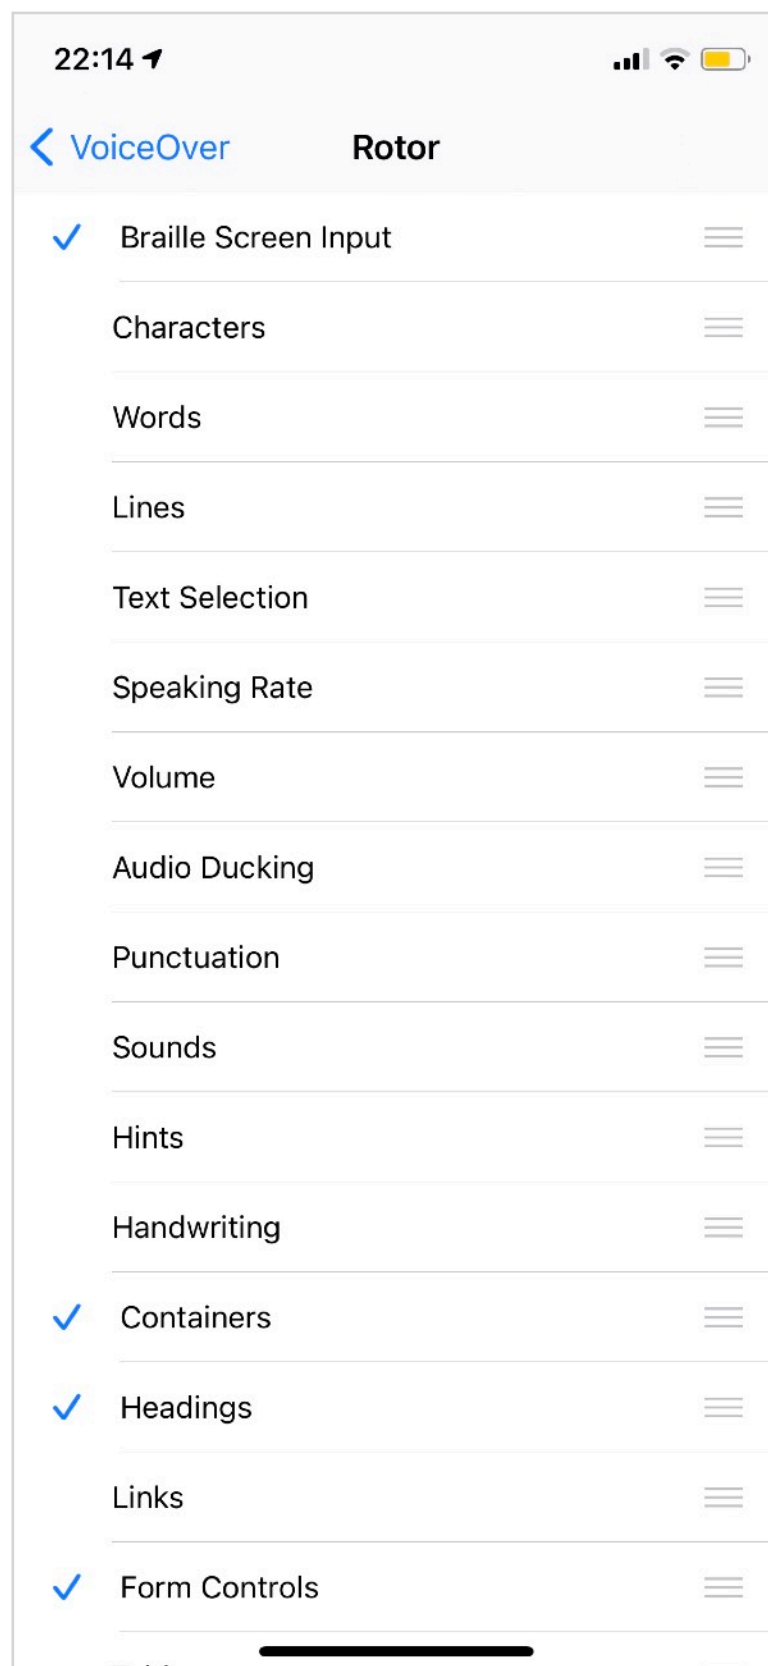 22:14
VoiceOver Rotor
Braille Screen Input
Characters
Words
Lines
Text Selection
Speaking Rate
Volume
Audio Ducking
Punctuation
Sounds
Hints
Handwriting
Containers
Headings
Links
Form Controls